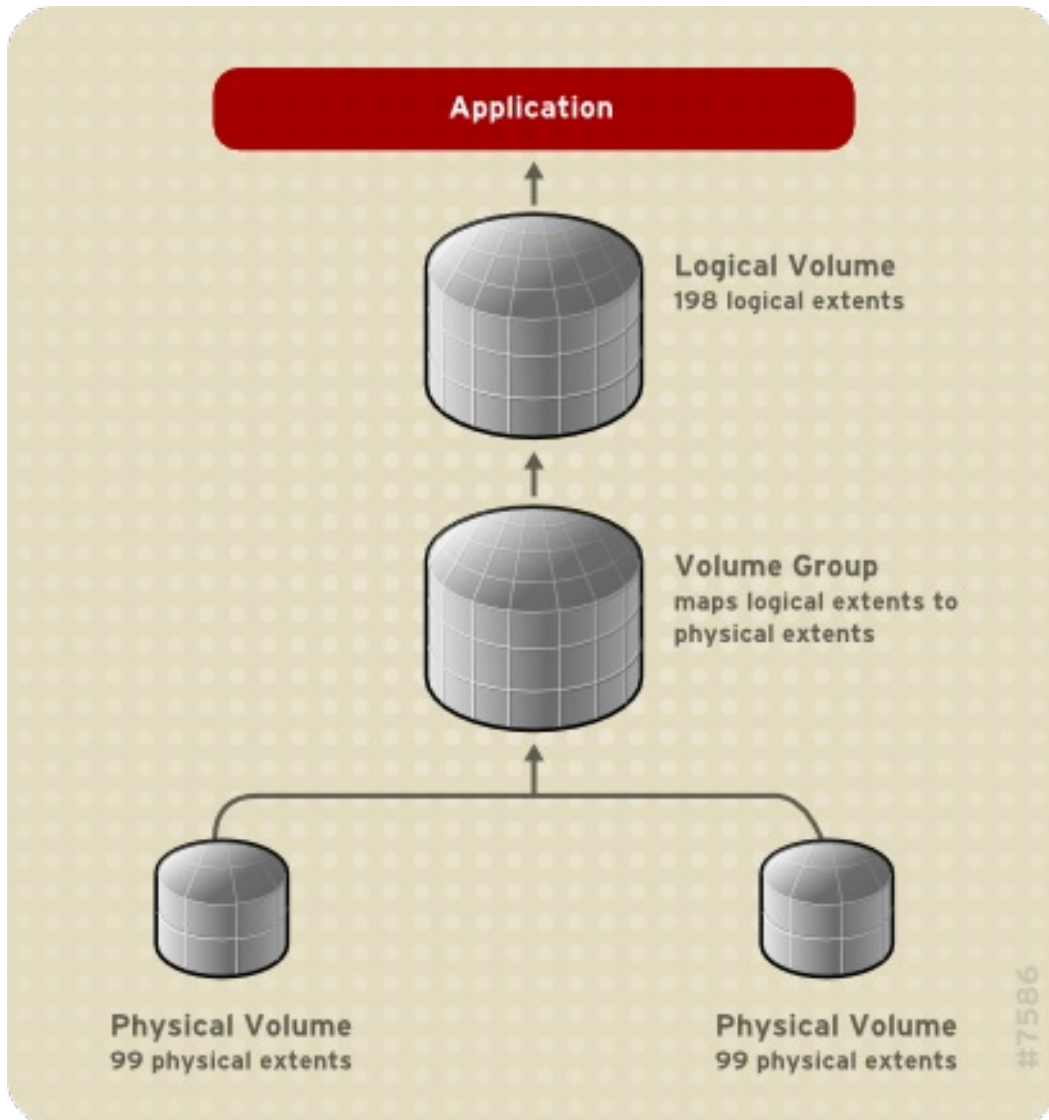 Application
Logical Volume
198 logical extents
Volume Group
maps logical extents to
physical extents
Physical Volume
99 physical extents
Physical Volume
99 physical extents
#7586